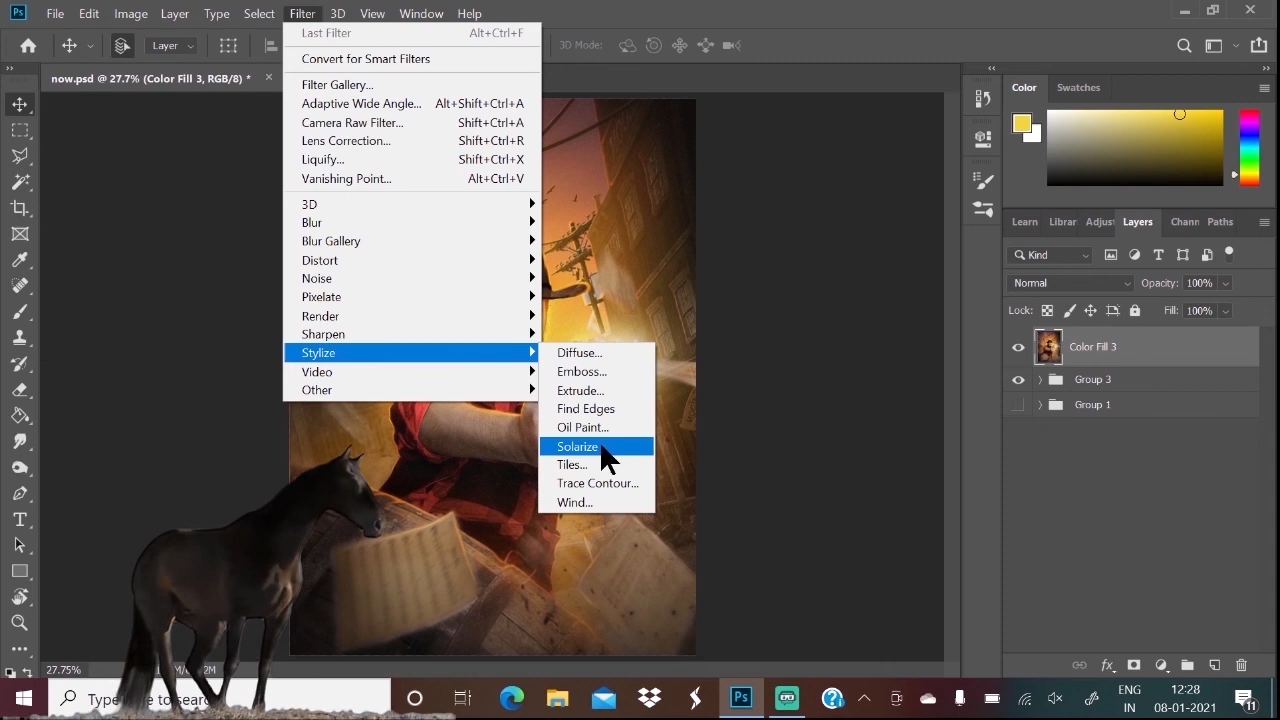 Ps File Edit Image Layer Type Select Filter 3D View Window Help
Layer 3D Mode:
now.psd @ 27.7% (Color Fill 3, RGB/8) *
Last Filter Alt+Ctrl+F
Convert for Smart Filters
Filter Gallery...
Adaptive Wide Angle... Alt+Shift+Ctrl+A
Camera Raw Filter... Shift+Ctrl+A
Lens Correction... Shift+Ctrl+R
Liquify... Shift+Ctrl+X
Vanishing Point... Alt+Ctrl+V
3D
Blur
Blur Gallery
Distort
Noise
Pixelate
Render
Sharpen
Stylize
Video
Other
Diffuse...
Emboss...
Extrude...
Find Edges
Oil Paint...
Solarize
Tiles...
Trace Contour...
Wind...
Color Swatches
Learn Librar Adjust Layers Chann Paths
Kind
Normal Opacity: 100%
Lock: Fill: 100%
Color Fill 3
Group 3
Group 1
27.75%
Type here to searc
Ps
ENG
IN
12:28
08-01-2021
11